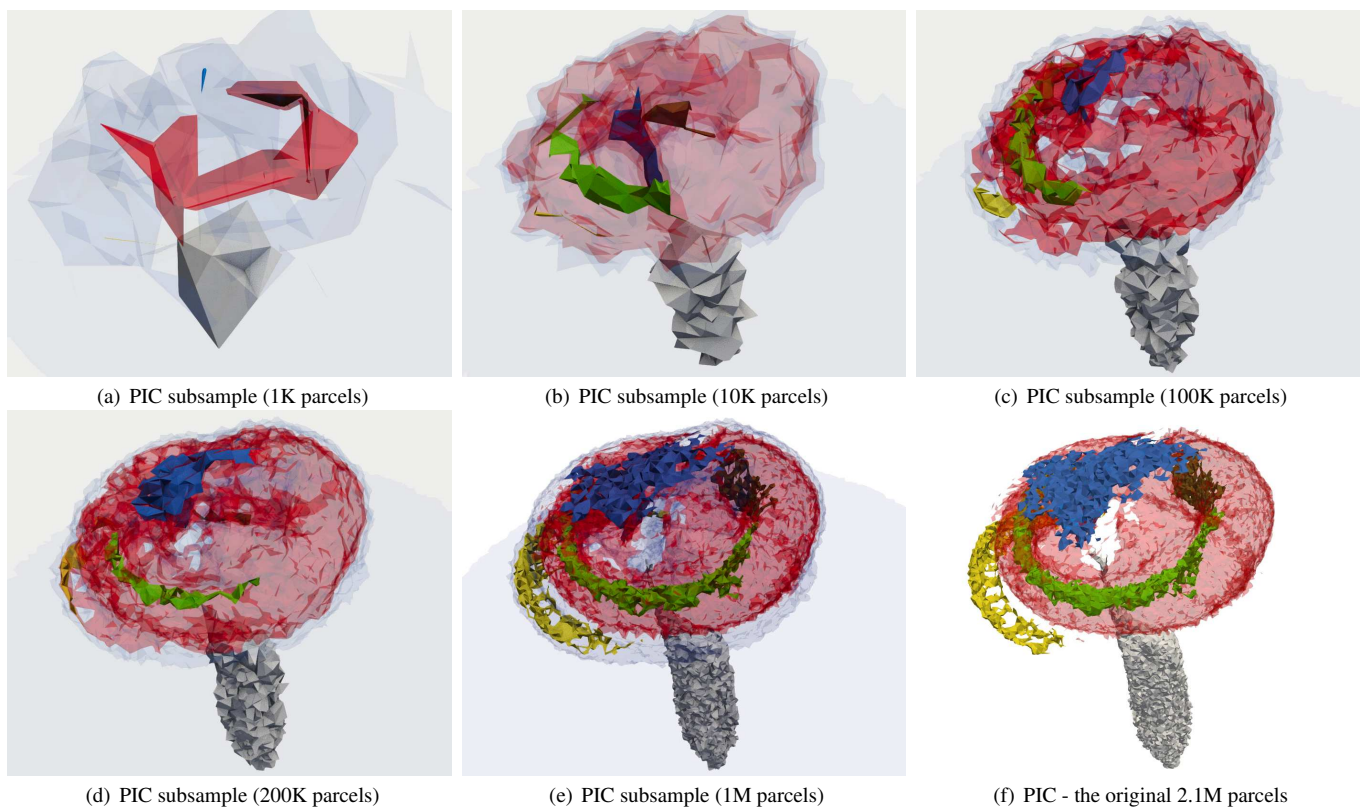 (a) PIC subsample (1K parcels)
(b) PIC subsample (10K parcels)
(c) PIC subsample (100K parcels)
(d) PIC subsample (200K parcels)
(e) PIC subsample (1M parcels)
(f) PIC - the original 2.1M parcels